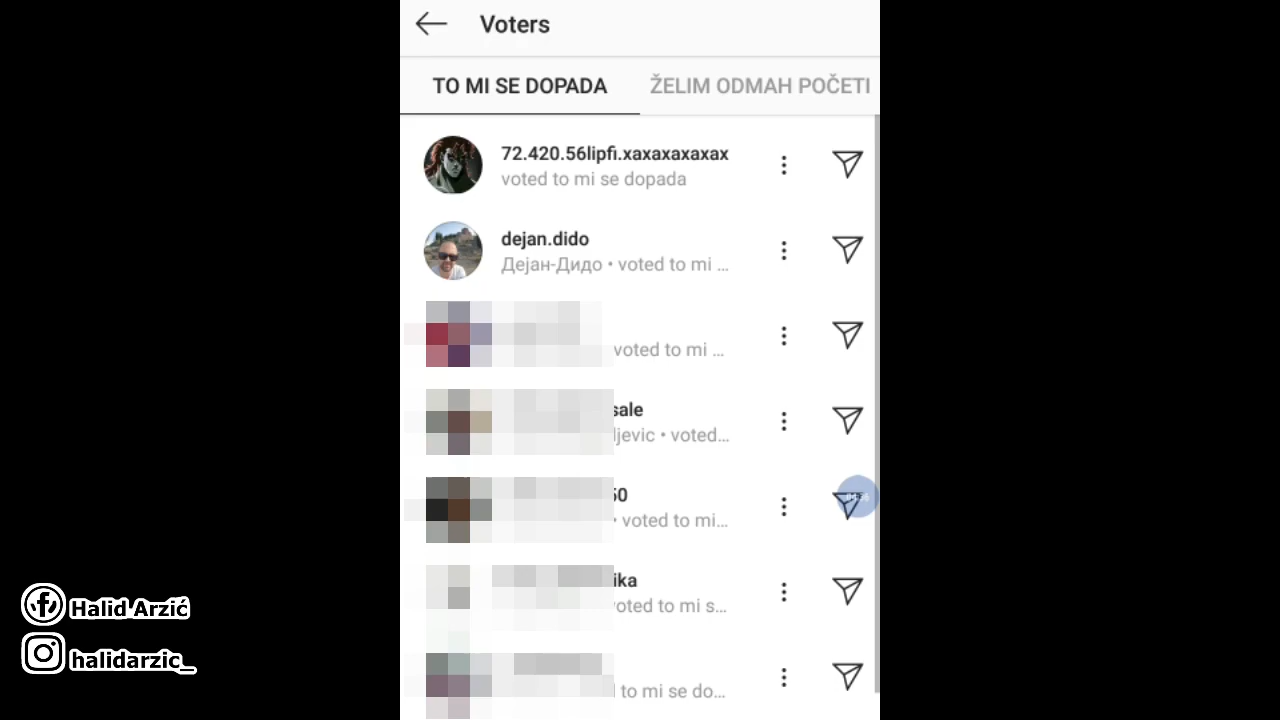 Voters
TO MI SE DOPADA
ŽELIM ODMAH POČETI
72.420.56lipfi.xaxaxaxaxax
voted to mi se dopada
dejan.dido
Дејан-Дидо • voted to mi ...
voted to mi ...
sale
ljevic • voted...
50
• voted to mi...
ika
voted to mi s...
to mi se do...
Halid Arzić
halidarzic_